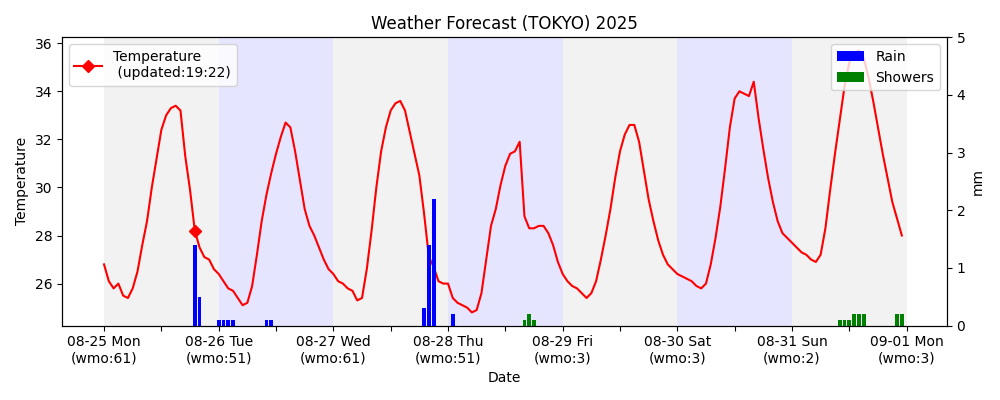 Weather Forecast (TOKYO) 2025
Temperature
(updated:19:22)
Rain
Showers
36
34
32
30
28
26
Temperature
5
4
3
2
1
0
mm
08-25 Mon
(wmo:61)
08-26 Tue
(wmo:51)
08-27 Wed
(wmo:61)
08-28 Thu
(wmo:51)
08-29 Fri
(wmo:3)
08-30 Sat
(wmo:3)
08-31 Sun
(wmo:2)
09-01 Mon
(wmo:3)
Date